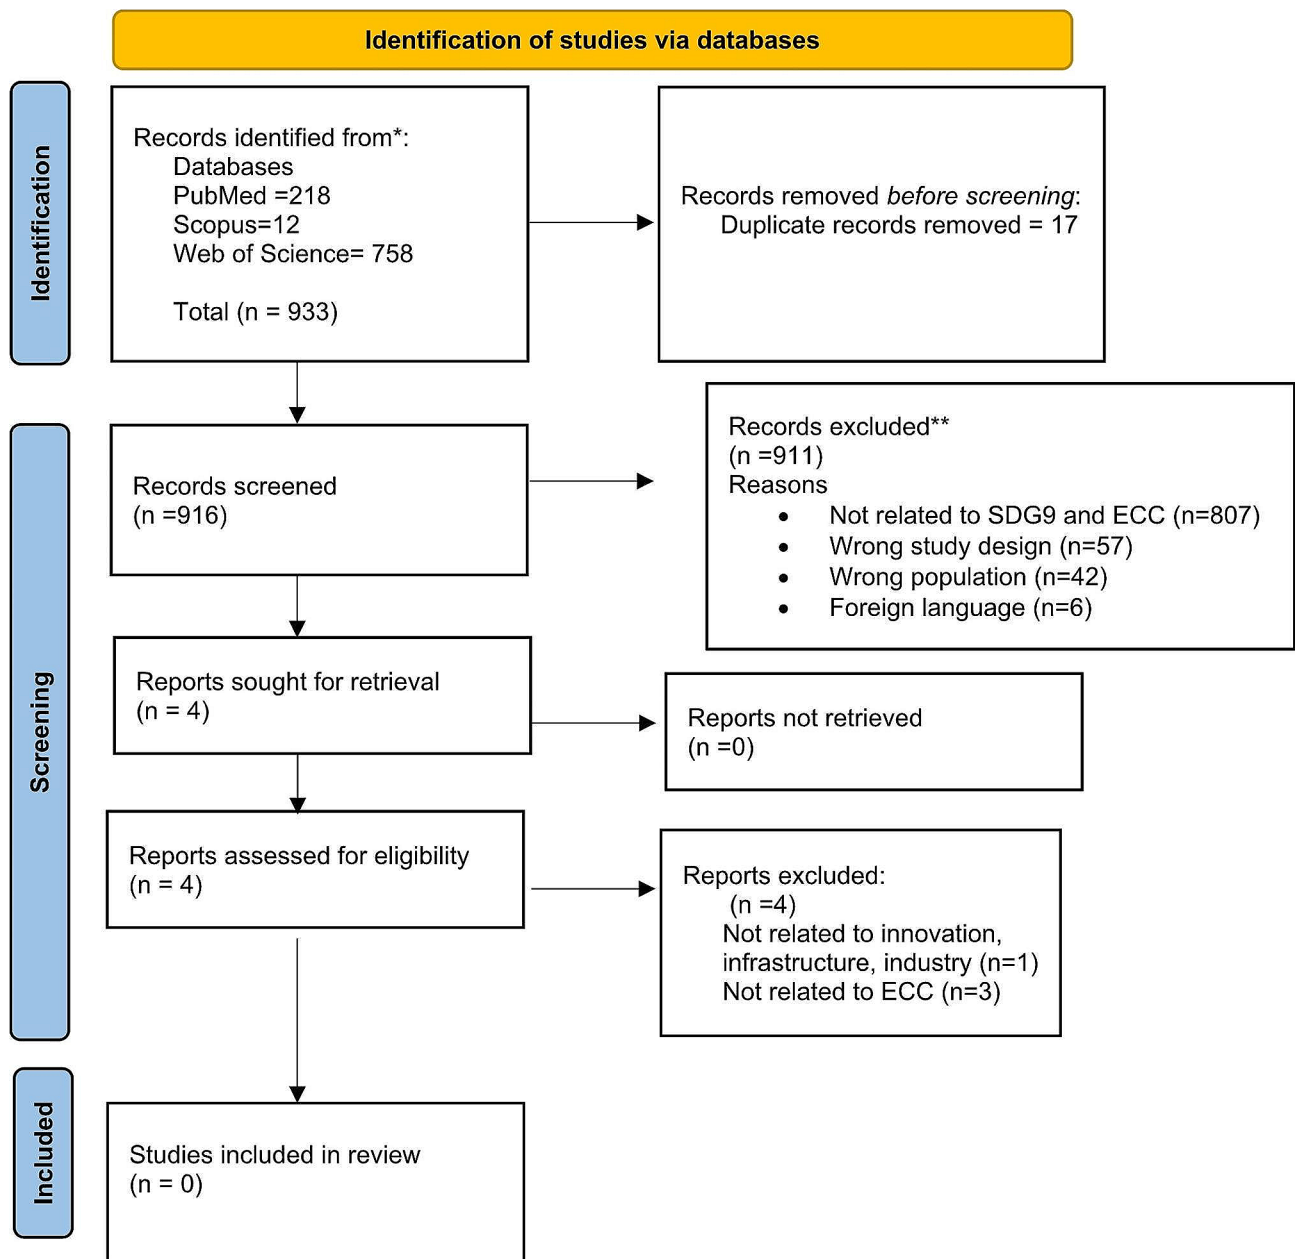 Identification of studies via databases
Identification
Records identified from*:
Databases
PubMed =218
Scopus=12
Web of Science= 758
Total (n = 933)
Records removed before screening:
Duplicate records removed = 17
Screening
Records screened
(n =916)
Records excluded**
(n =911)
Reasons
• Not related to SDG9 and ECC (n=807)
• Wrong study design (n=57)
• Wrong population (n=42)
• Foreign language (n=6)
Reports sought for retrieval
(n = 4)
Reports not retrieved
(n =0)
Reports assessed for eligibility
(n = 4)
Reports excluded:
(n =4)
Not related to innovation,
infrastructure, industry (n=1)
Not related to ECC (n=3)
Included
Studies included in review
(n = 0)